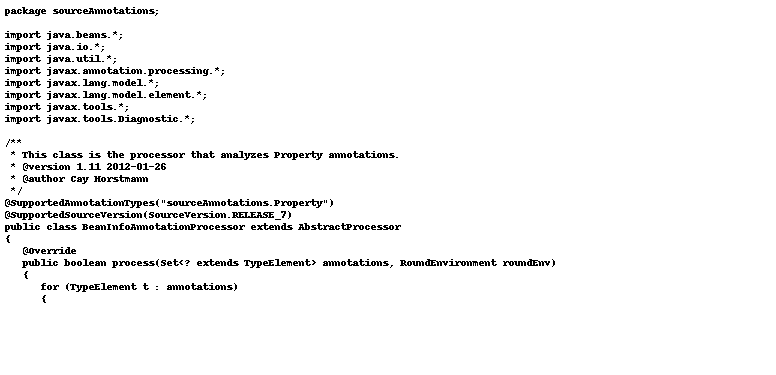 package sourceAnnotations;
import java.beans.*;
import java.io.*;
import java.util.*;
import javax.annotation.processing.*;
import javax.lang.model.*;
import javax.lang.model.element.*;
import javax.tools.*;
import javax.tools.Diagnostic.*;
/**
 * This class is the processor that analyzes Property annotations.
 * @version 1.11 2012-01-26
 * @author Cay Horstmann
 */
@SupportedAnnotationTypes("sourceAnnotations.Property")
@SupportedSourceVersion(SourceVersion.RELEASE_7)
public class BeanInfoAnnotationProcessor extends AbstractProcessor
{
   @Override
   public boolean process(Set<? extends TypeElement> annotations, RoundEnvironment roundEnv)
   {
      for (TypeElement t : annotations)
      {